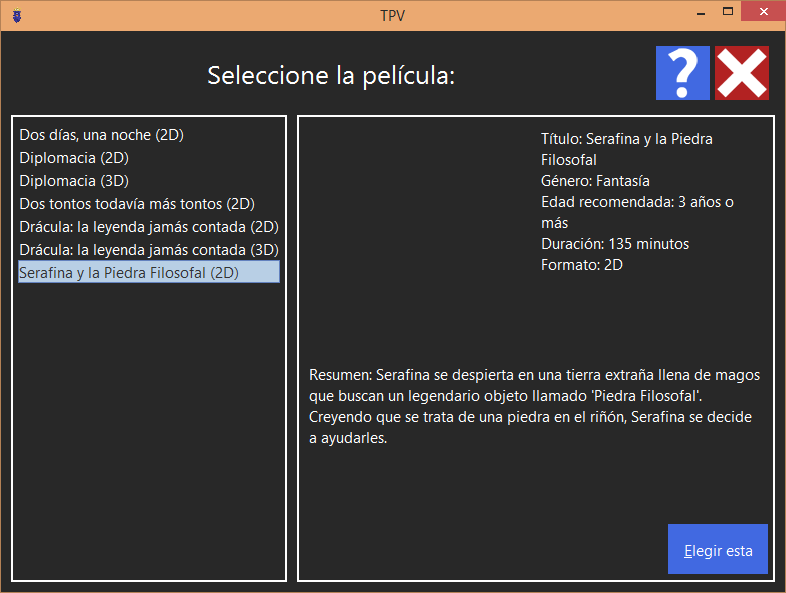 TPV
Seleccione la película:
Dos días, una noche (2D)
Diplomacia (2D)
Diplomacia (3D)
Dos tontos todavía más tontos (2D)
Drácula: la leyenda jamás contada (2D)
Drácula: la leyenda jamás contada (3D)
Serafina y la Piedra Filosofal (2D)
Título: Serafina y la Piedra
Filosofal
Género: Fantasía
Edad recomendada: 3 años o
más
Duración: 135 minutos
Formato: 2D
Resumen: Serafina se despierta en una tierra extraña llena de magos
que buscan un legendario objeto llamado 'Piedra Filosofal'.
Creyendo que se trata de una piedra en el riñón, Serafina se decide
a ayudarles.
Elegir esta